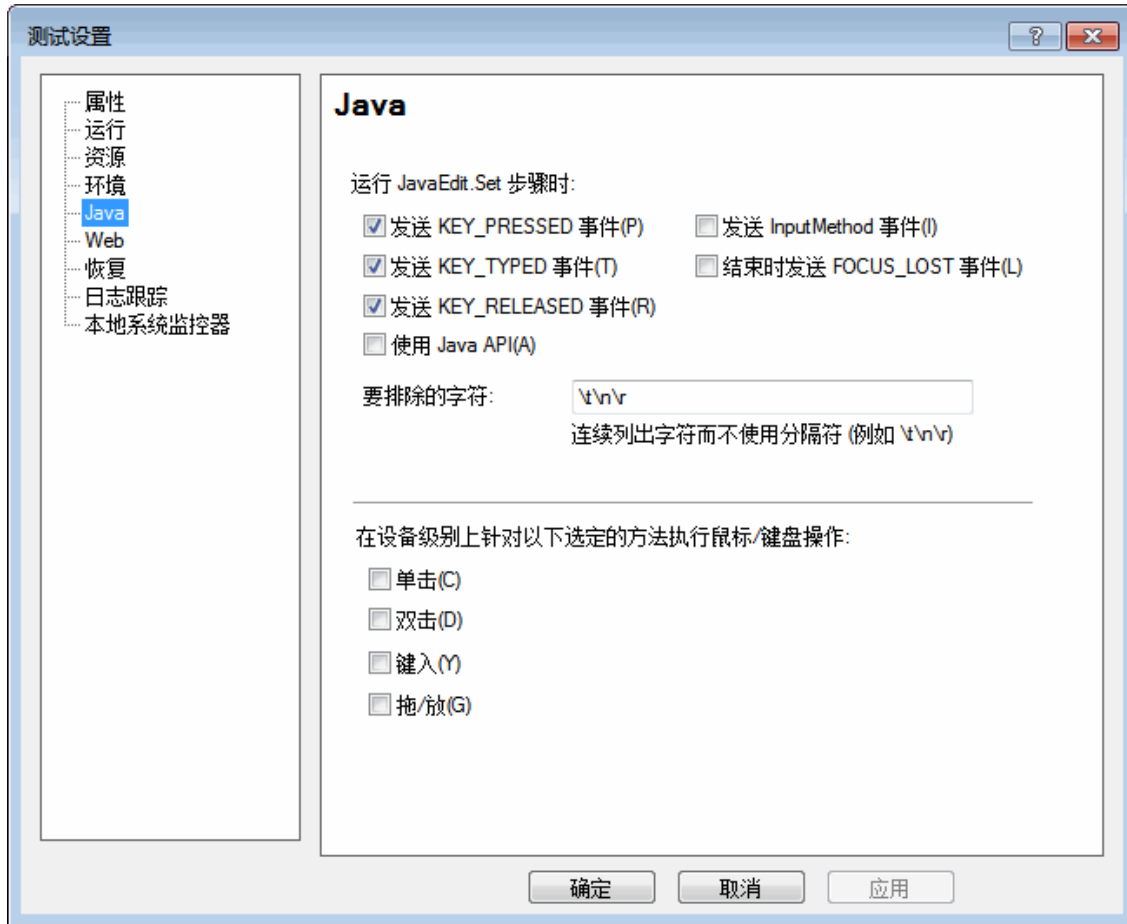 测试设置
属性
运行
资源
环境
Java
Web
恢复
日志跟踪
本地系统监控器
Java
运行 JavaEdit.Set 步骤时:
发送 KEY_PRESSED 事件(P)
发送 InputMethod 事件(I)
发送 KEY_TYPED 事件(T)
结束时发送 FOCUS_LOST 事件(L)
发送 KEY_RELEASED 事件(R)
使用 Java API(A)
要排除的字符: \t\n\r
连续列出字符而不使用分隔符 (例如 \t\n\r)
在设备级别上针对以下选定的方法执行鼠标/键盘操作:
单击(C)
双击(D)
键入(Y)
拖/放(G)
确定 取消 应用